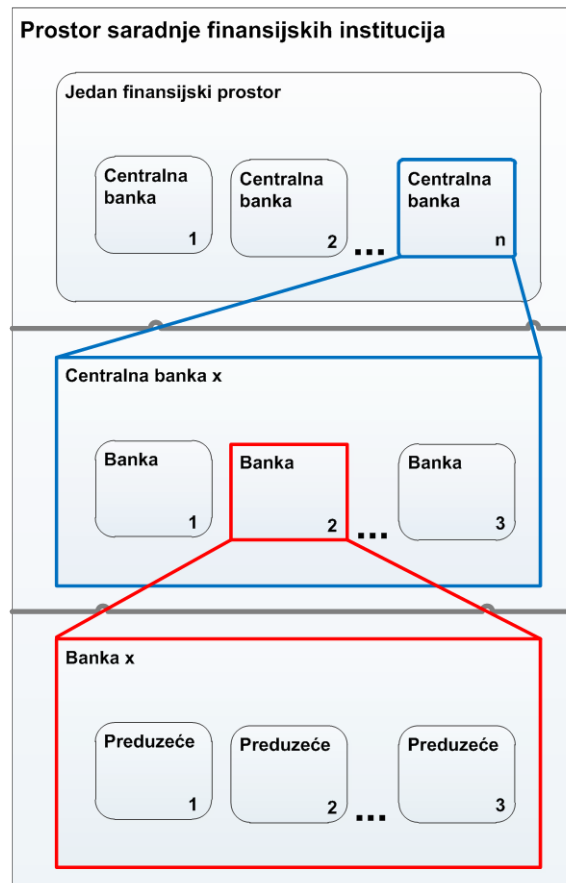 Prostor saradnje finansijskih institucija
Jedan finansijski prostor
Centralna
banka
1
Centralna
banka
2
...
Centralna
banka
n
Centralna banka x
Banka
1
Banka
2
...
Banka
3
Banka x
Preduzeće
1
Preduzeće
2
...
Preduzeće
3